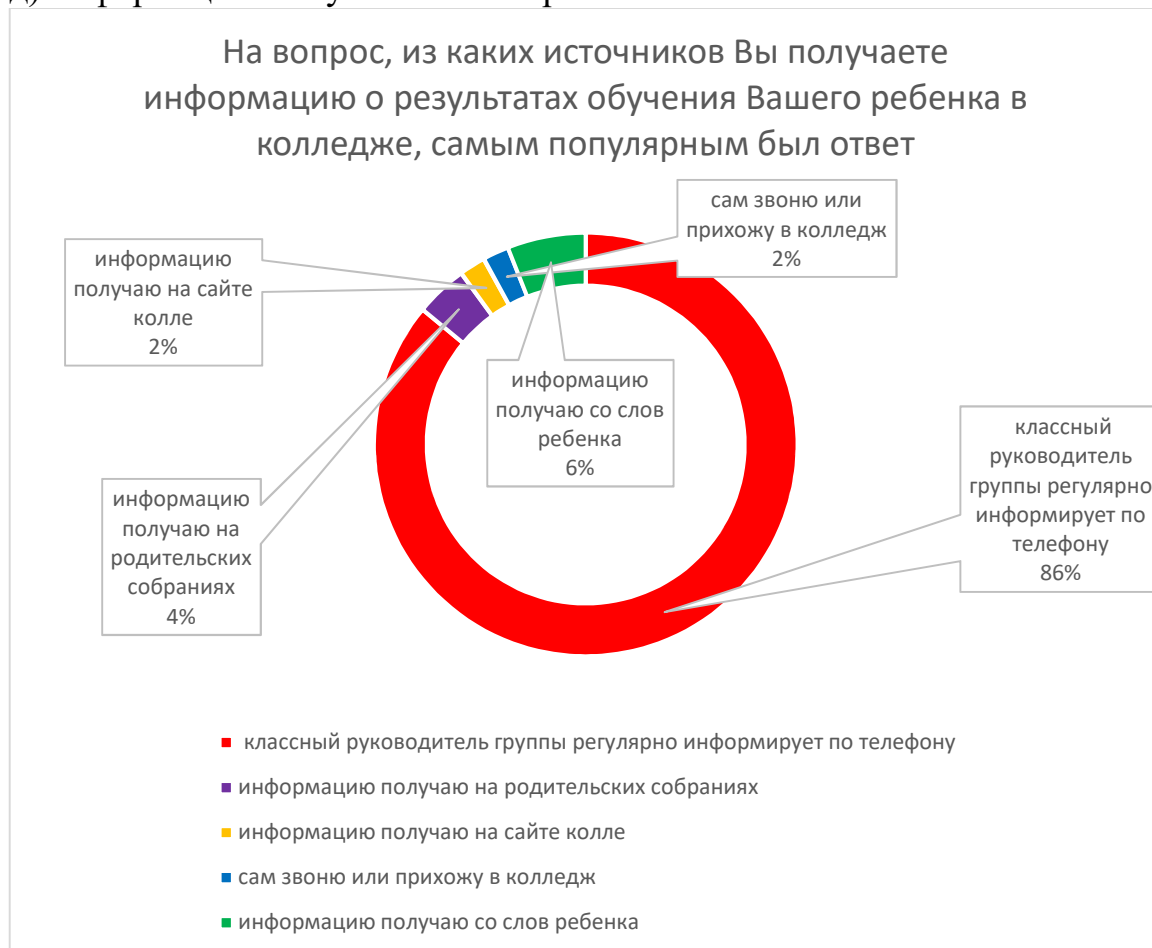 На вопрос, из каких источников Вы получаете
информацию о результатах обучения Вашего ребенка в
колледже, самым популярным был ответ
сам звоню или
прихожу в колледж
2%
информацию
получаю на сайте
колле
2%
информацию
получаю со слов
ребенка
6%
классный
руководитель
группы регулярно
информирует по
телефону
86%
информацию
получаю на
родительских
собраниях
4%
классный руководитель группы регулярно информирует по телефону
информацию получаю на родительских собраниях
информацию получаю на сайте колле
сам звоню или прихожу в колледж
информацию получаю со слов ребенка